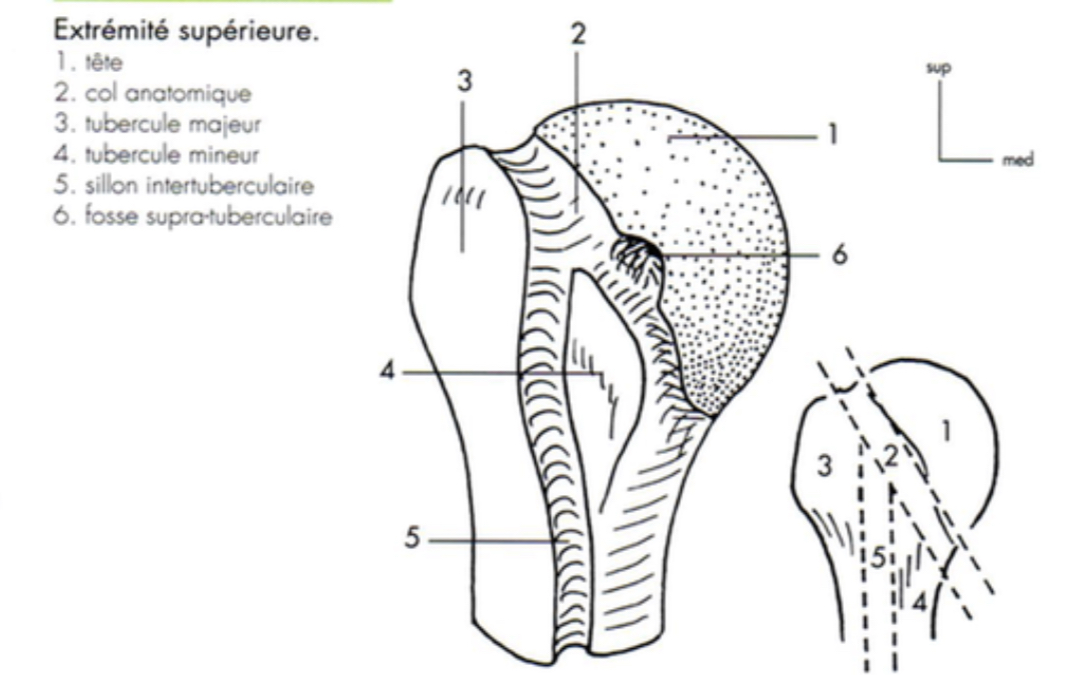 Extrémité supérieure.
1. tête
2. col anatomique
3. tubercule majeur
4. tubercule mineur
5. sillon intertuberculaire
6. fosse supra-tuberculaire
2
3
1
6
4
5
sup
med
1
2
3
5
4